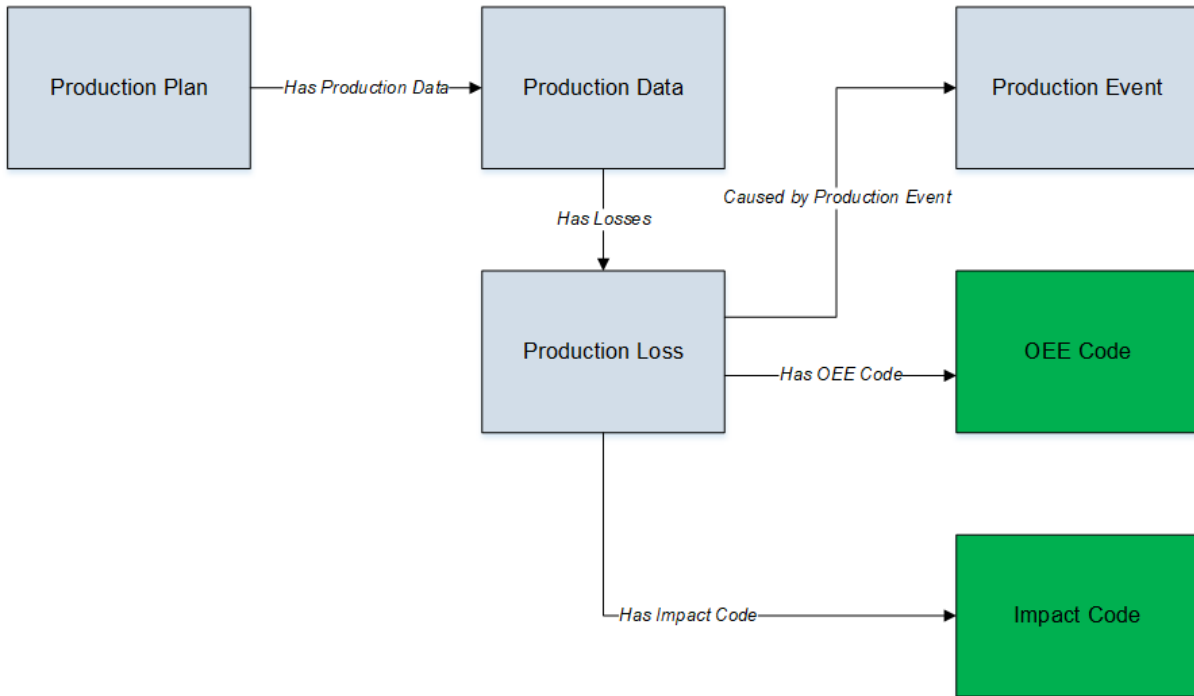 Production Plan
Has Production Data
Production Data
Production Event
Caused by Production Event
Has Losses
Production Loss
Has OEE Code
OEE Code
Has Impact Code
Impact Code